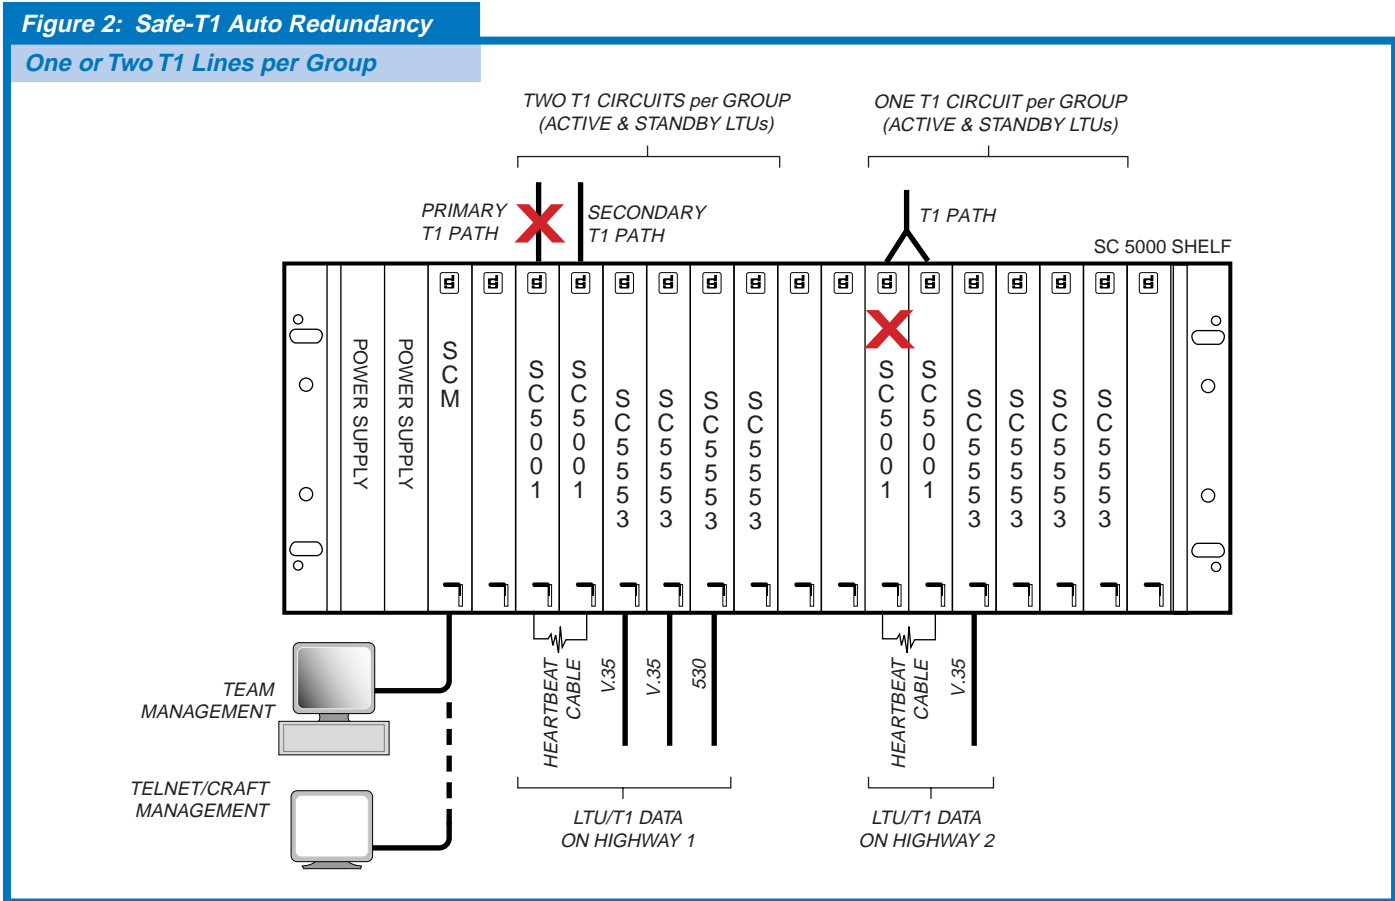 Figure 2: Safe-T1 Auto Redundancy
One or Two T1 Lines per Group
TWO T1 CIRCUITS per GROUP
(ACTIVE & STANDBY LTUs)
ONE T1 CIRCUIT per GROUP
(ACTIVE & STANDBY LTUs)
PRIMARY
T1 PATH
SECONDARY
T1 PATH
T1 PATH
SC 5000 SHELF
POWER SUPPLY
POWER SUPPLY
SCM
SC5001
SC5001
SC5553
SC5553
SC5553
SC5553
SC5001
SC5001
SC5553
SC5553
SC5553
SC5553
HEARTBEAT
CABLE
V.35
V.35
530
HEARTBEAT
CABLE
V.35
TEAM
MANAGEMENT
TELNET/CRAFT
MANAGEMENT
LTU/T1 DATA
ON HIGHWAY 1
LTU/T1 DATA
ON HIGHWAY 2